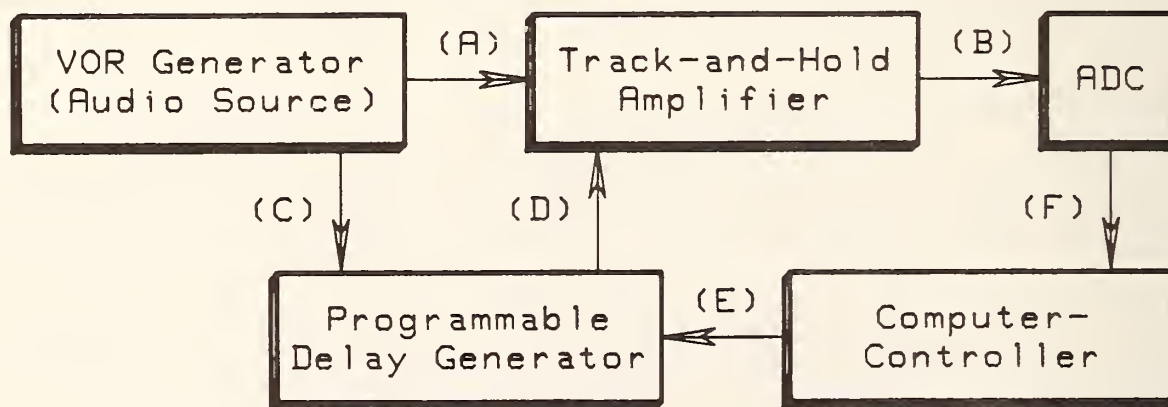 VOR Generator
(Audio Source)
(A)
Track-and-Hold
Amplifier
(B)
ADC
(C)
(D)
(F)
Programmable
Delay Generator
(E)
Computer-
Controller